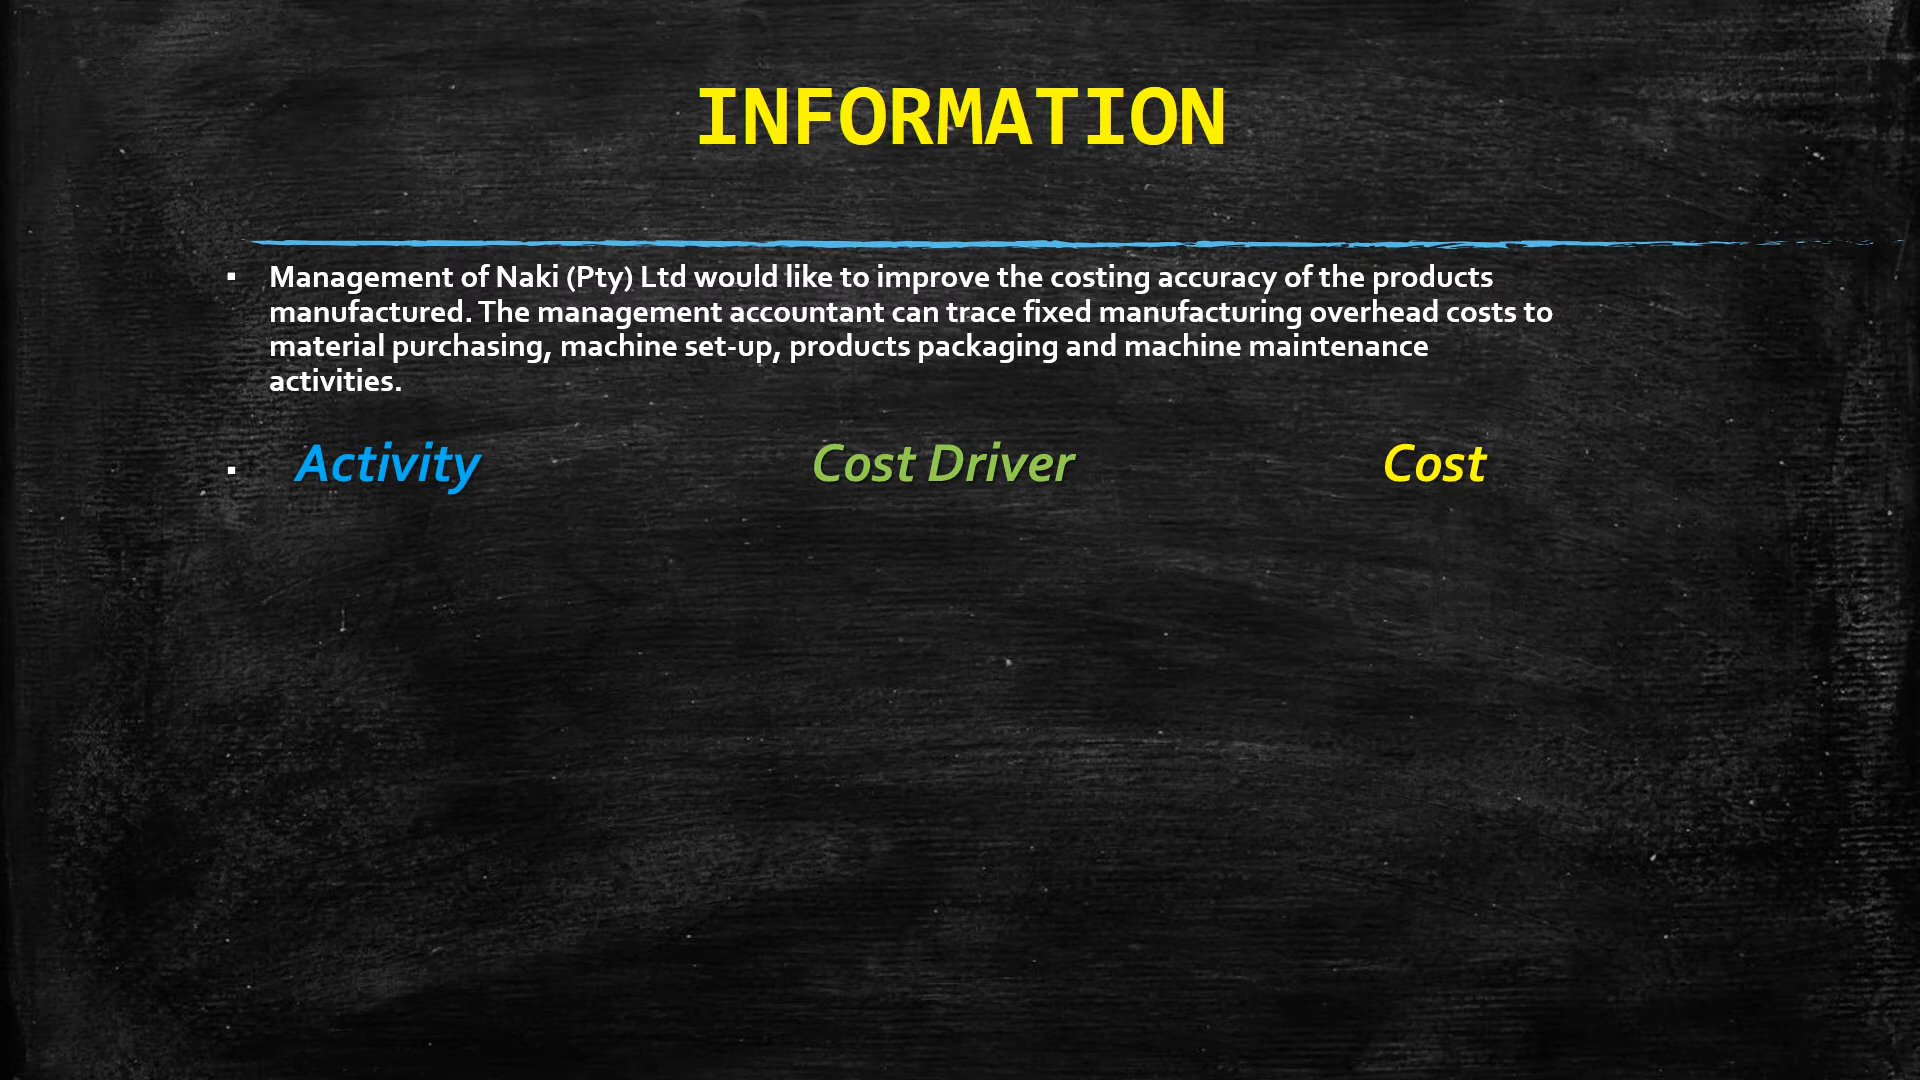 INFORMATION
▪ Management of Naki (Pty) Ltd would like to improve the costing accuracy of the products
manufactured. The management accountant can trace fixed manufacturing overhead costs to
material purchasing, machine set-up, products packaging and machine maintenance
activities.
▪ Activity Cost Driver Cost